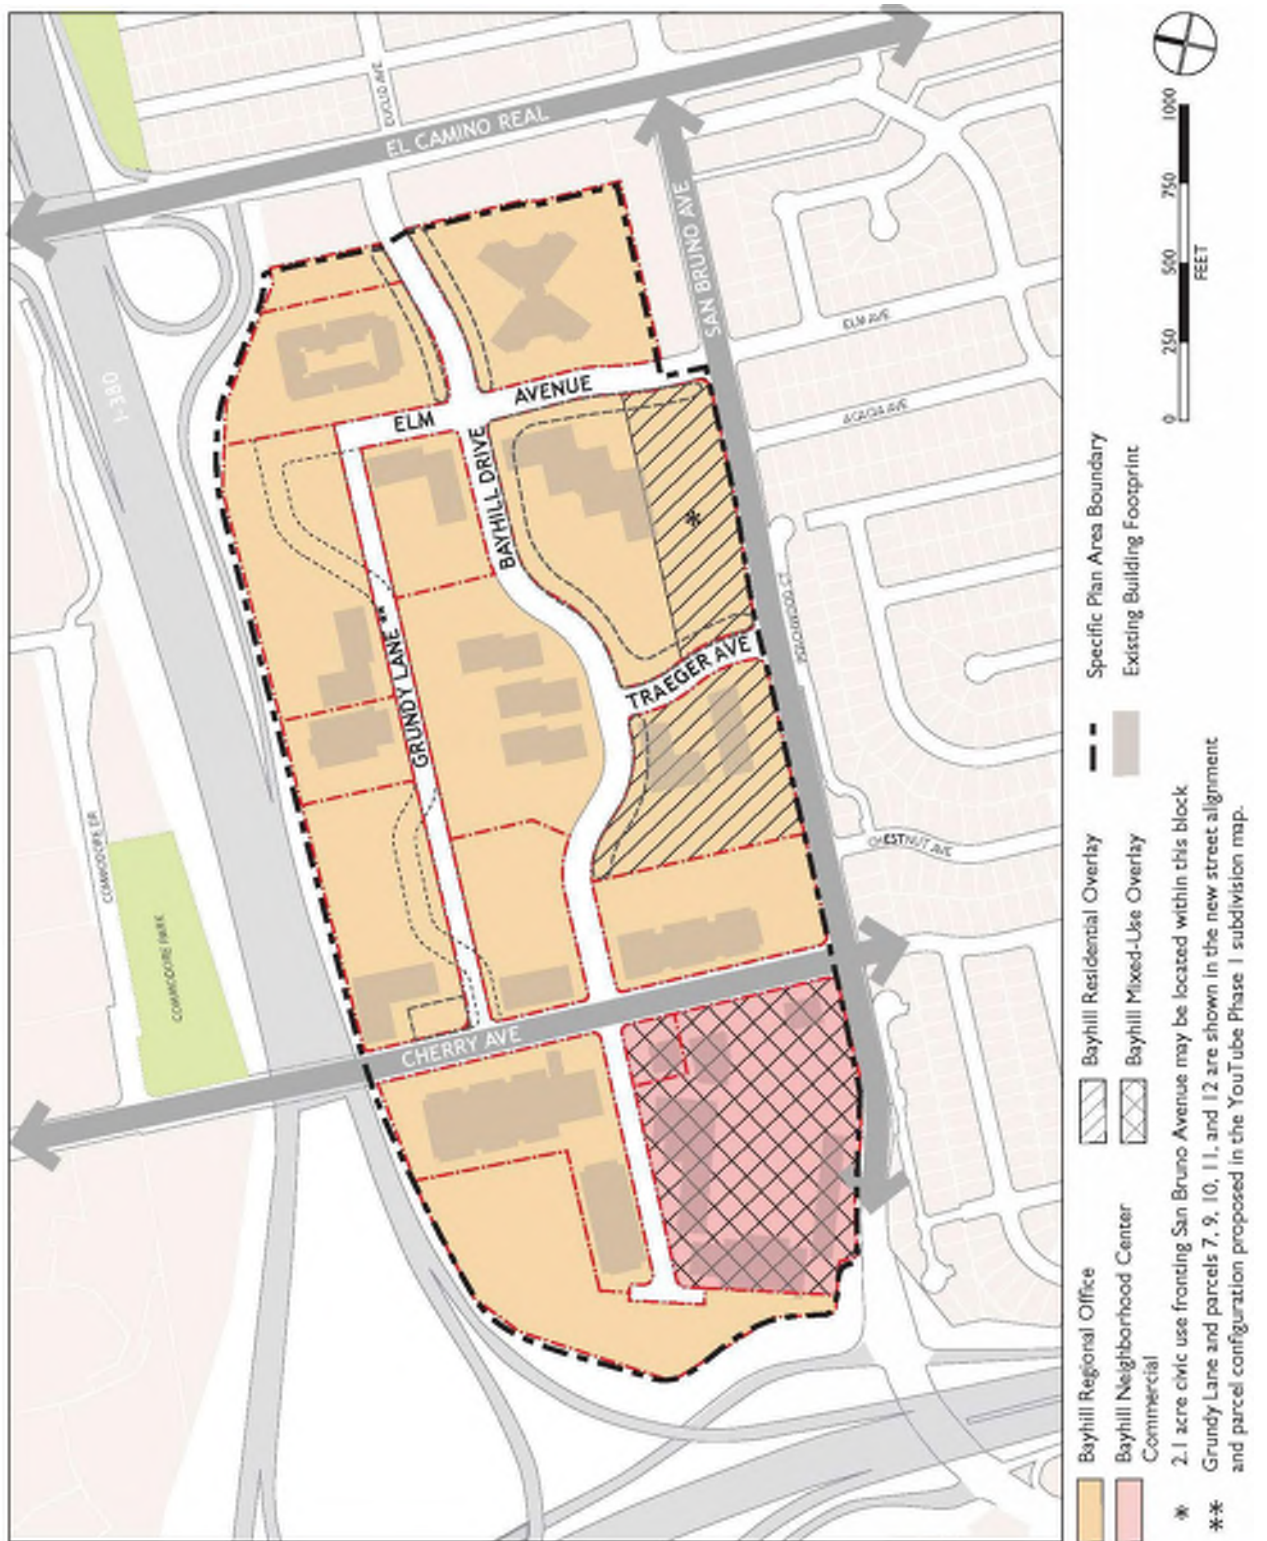 EUCLID AVE
EL CAMINO REAL
SAN BRUNO AVE
I-380
ELM AVE
ACACIA AVE
ELM
AVENUE
BAYHILL DRIVE
GRUNDY LANE **
*
TRAEGER AVE
BEECHWOOD CT
CHESTNUT AVE
COMMODORE DR
COMMODORE PARK
CHERRY AVE
0 250 500 750 1000
FEET
Bayhill Regional Office
Bayhill Neighborhood Center
Commercial
Bayhill Residential Overlay
Bayhill Mixed-Use Overlay
Specific Plan Area Boundary
Existing Building Footprint
* 2.1 acre civic use fronting San Bruno Avenue may be located within this block
** Grundy Lane and parcels 7, 9, 10, 11, and 12 are shown in the new street alignment
and parcel configuration proposed in the YouTube Phase 1 subdivision map.